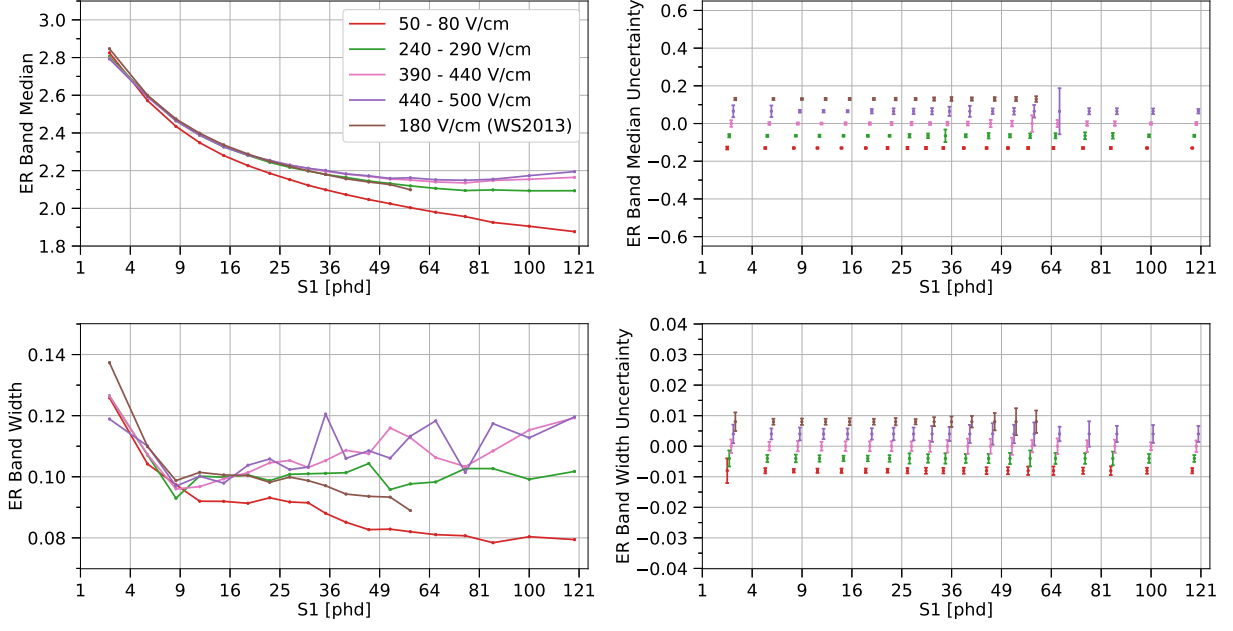 ER Band Median
3.0
2.8
2.6
2.4
2.2
2.0
1.8
1 4 9 16 25 36 49 64 81 100 121
S1 [phd]
50 - 80 V/cm
240 - 290 V/cm
390 - 440 V/cm
440 - 500 V/cm
180 V/cm (WS2013)
ER Band Median Uncertainty
0.6
0.4
0.2
0.0
−0.2
−0.4
−0.6
1 4 9 16 25 36 49 64 81 100 121
S1 [phd]
ER Band Width
0.14
0.12
0.10
0.08
1 4 9 16 25 36 49 64 81 100 121
S1 [phd]
ER Band Width Uncertainty
0.04
0.03
0.02
0.01
0.00
−0.01
−0.02
−0.03
−0.04
1 4 9 16 25 36 49 64 81 100 121
S1 [phd]